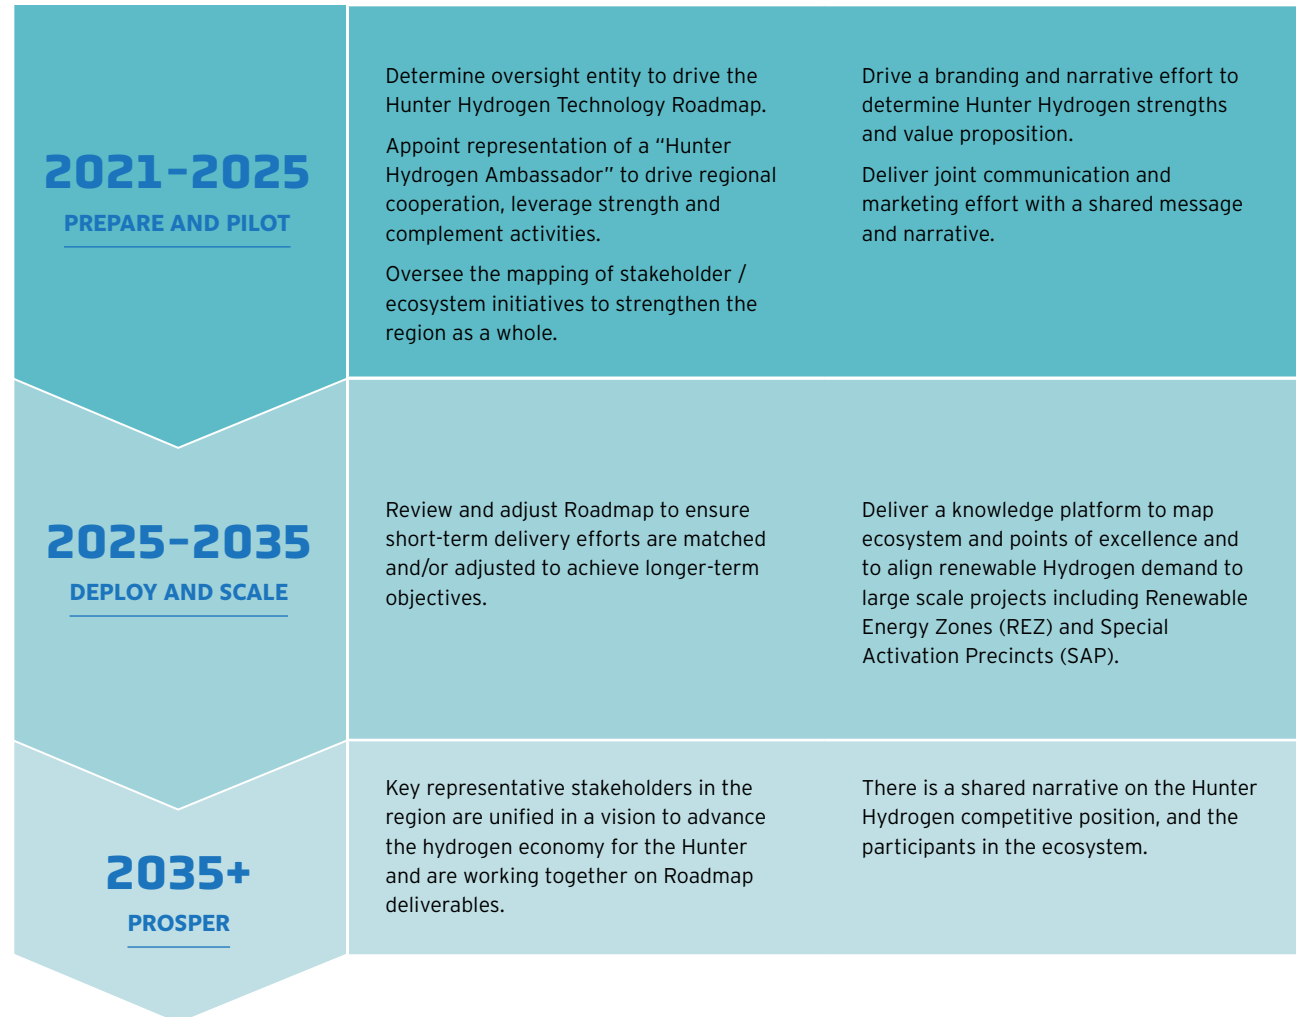 2021–2025
PREPARE AND PILOT
Determine oversight entity to drive the
Hunter Hydrogen Technology Roadmap.
Appoint representation of a “Hunter
Hydrogen Ambassador” to drive regional
cooperation, leverage strength and
complement activities.
Oversee the mapping of stakeholder /
ecosystem initiatives to strengthen the
region as a whole.
Drive a branding and narrative effort to
determine Hunter Hydrogen strengths
and value proposition.
Deliver joint communication and
marketing effort with a shared message
and narrative.
2025–2035
DEPLOY AND SCALE
Review and adjust Roadmap to ensure
short-term delivery efforts are matched
and/or adjusted to achieve longer-term
objectives.
Deliver a knowledge platform to map
ecosystem and points of excellence and
to align renewable Hydrogen demand to
large scale projects including Renewable
Energy Zones (REZ) and Special
Activation Precincts (SAP).
2035+
PROSPER
Key representative stakeholders in the
region are unified in a vision to advance
the hydrogen economy for the Hunter
and are working together on Roadmap
deliverables.
There is a shared narrative on the Hunter
Hydrogen competitive position, and the
participants in the ecosystem.